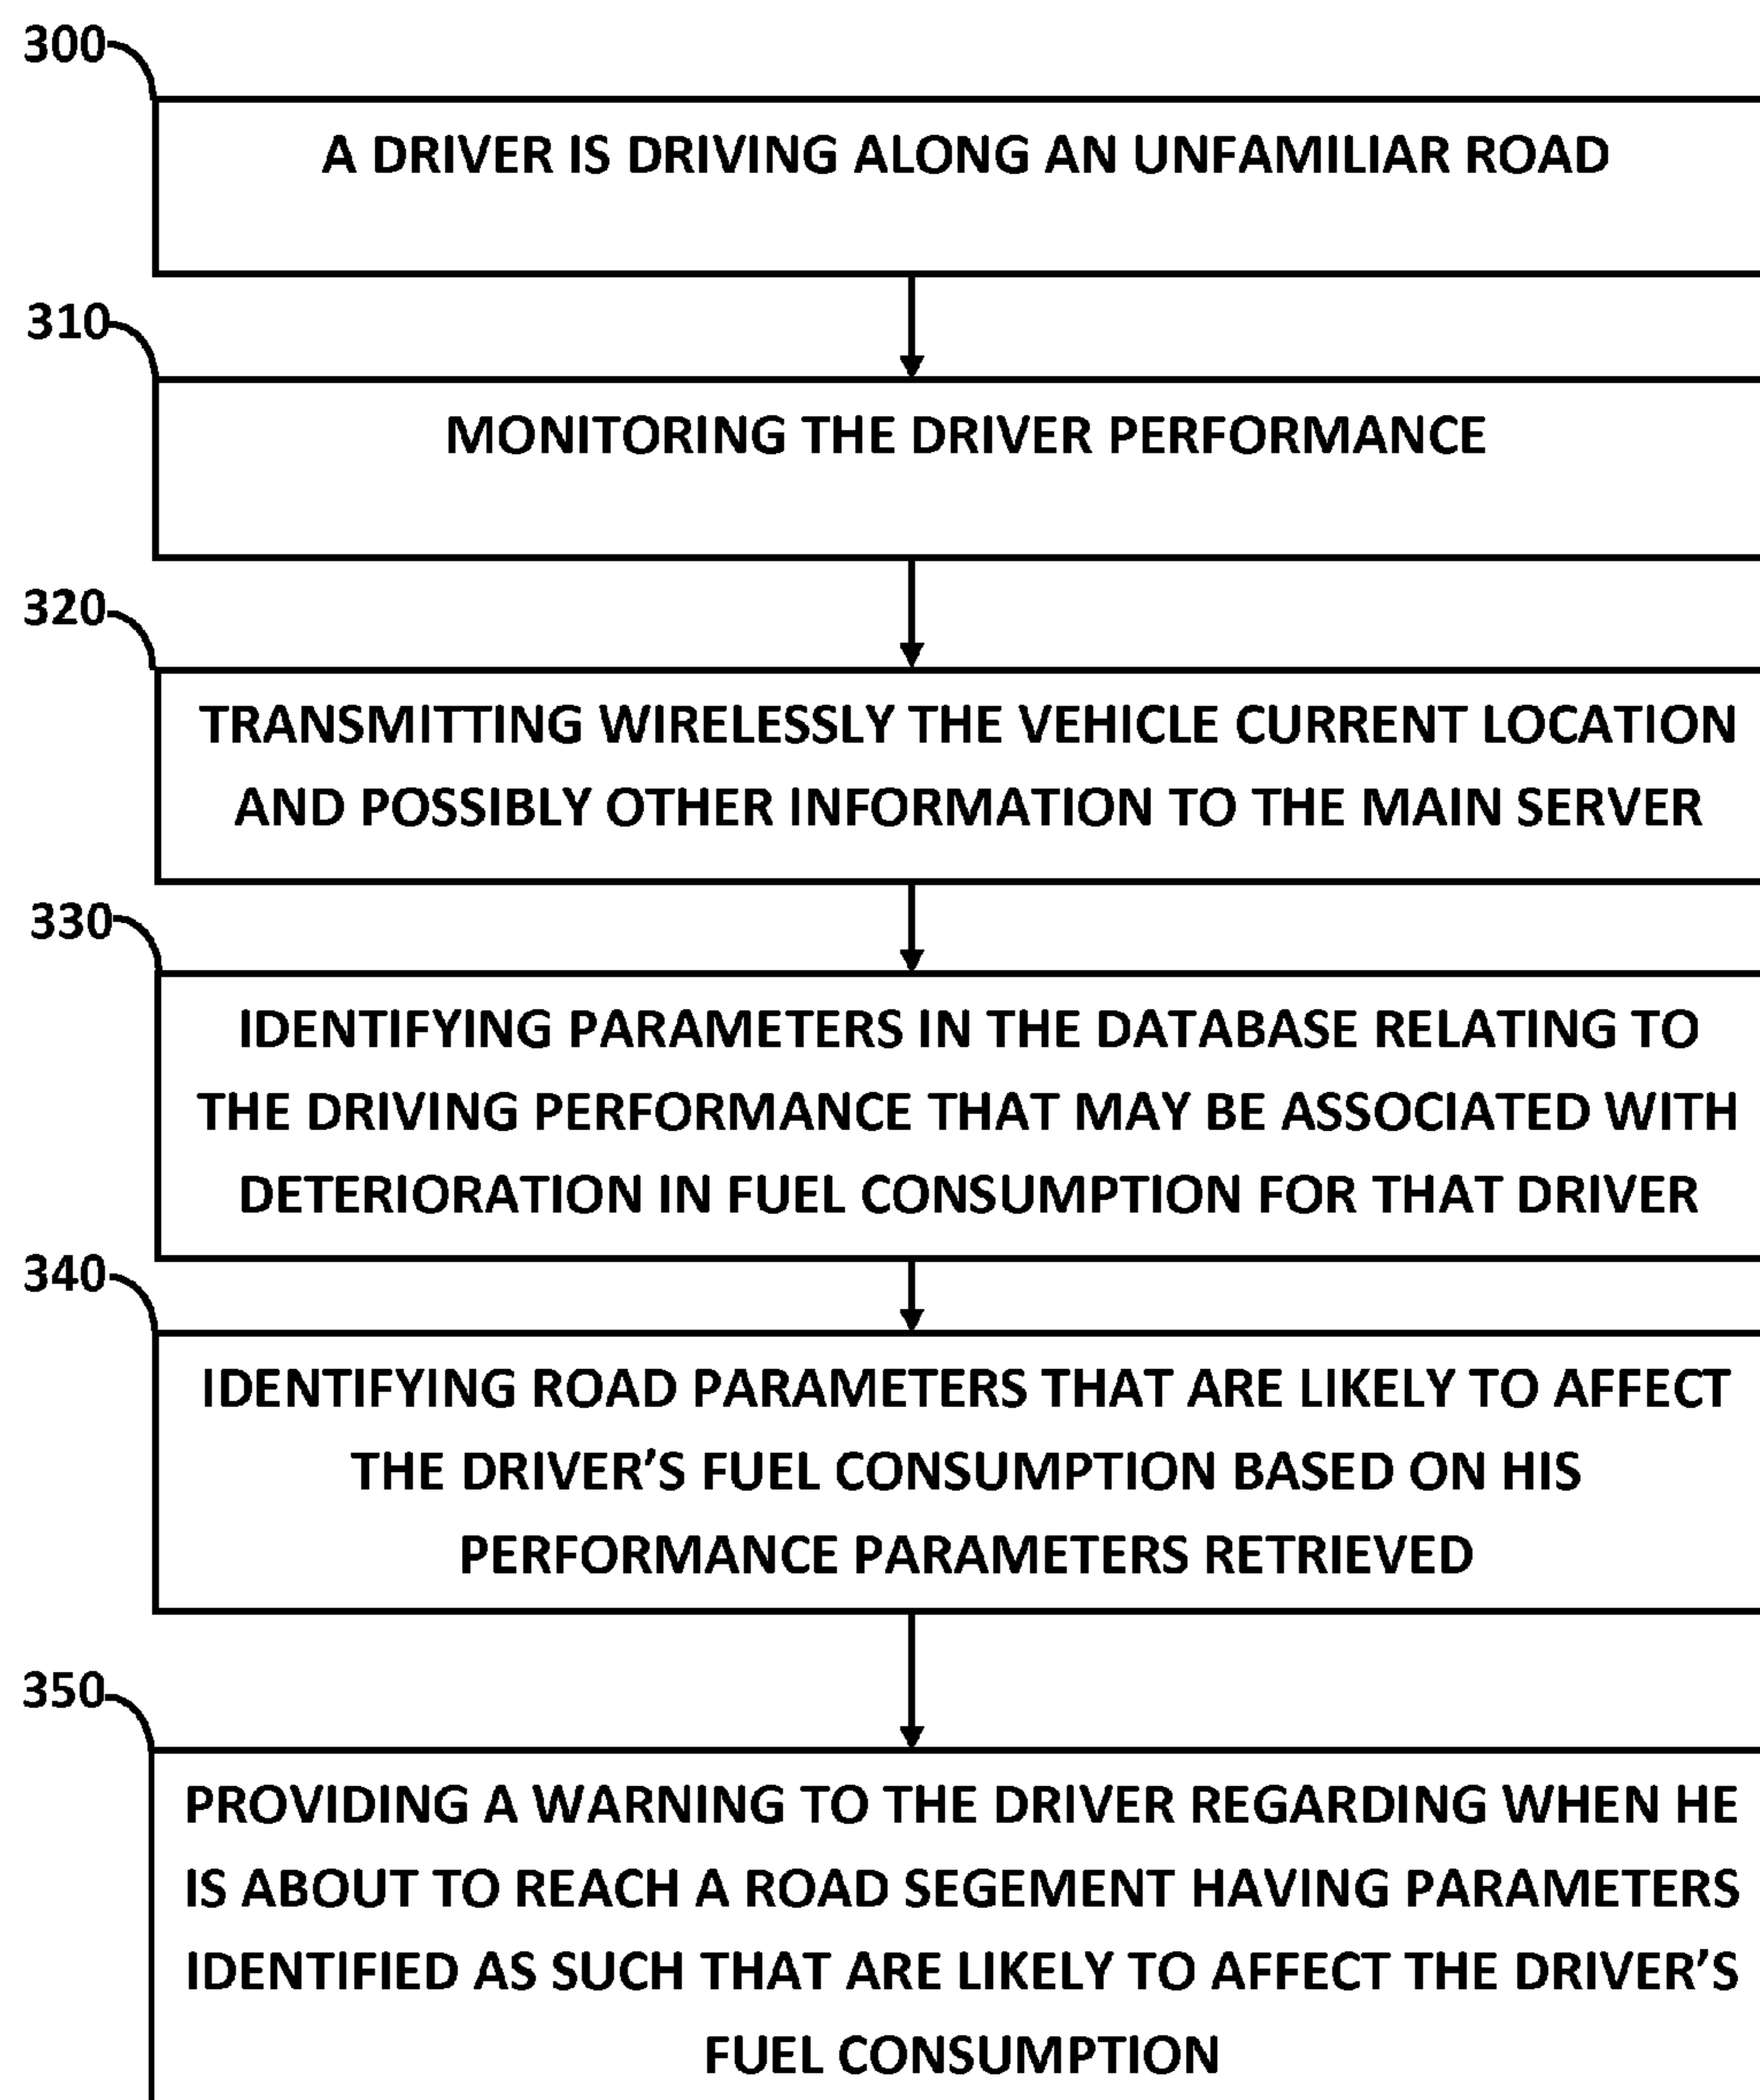 300
A DRIVER IS DRIVING ALONG AN UNFAMILIAR ROAD
310
MONITORING THE DRIVER PERFORMANCE
320
TRANSMITTING WIRELESSLY THE VEHICLE CURRENT LOCATION
AND POSSIBLY OTHER INFORMATION TO THE MAIN SERVER
330
IDENTIFYING PARAMETERS IN THE DATABASE RELATING TO
THE DRIVING PERFORMANCE THAT MAY BE ASSOCIATED WITH
DETERIORATION IN FUEL CONSUMPTION FOR THAT DRIVER
340
IDENTIFYING ROAD PARAMETERS THAT ARE LIKELY TO AFFECT
THE DRIVER’S FUEL CONSUMPTION BASED ON HIS
PERFORMANCE PARAMETERS RETRIEVED
350
PROVIDING A WARNING TO THE DRIVER REGARDING WHEN HE
IS ABOUT TO REACH A ROAD SEGEMENT HAVING PARAMETERS
IDENTIFIED AS SUCH THAT ARE LIKELY TO AFFECT THE DRIVER’S
FUEL CONSUMPTION